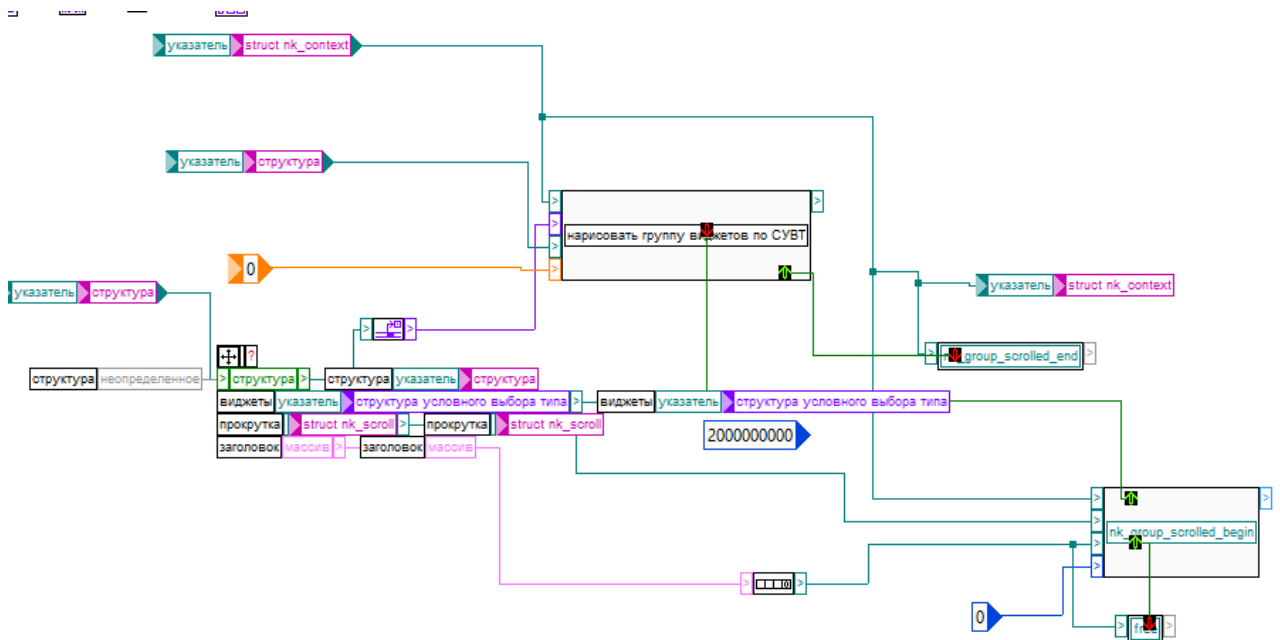 указатель struct nk_context
указатель структура
нарисовать группу виджетов по СУВТ
0
указатель структура
указатель struct nk_context
nk_group_scrolled_end
?
структура неопределенное структура структура указатель структура
виджеты указатель структура условного выбора типа виджеты указатель структура условного выбора типа
прокрутка struct nk_scroll прокрутка struct nk_scroll
2000000000
заголовок массив заголовок массив
nk_group_scrolled_begin
0